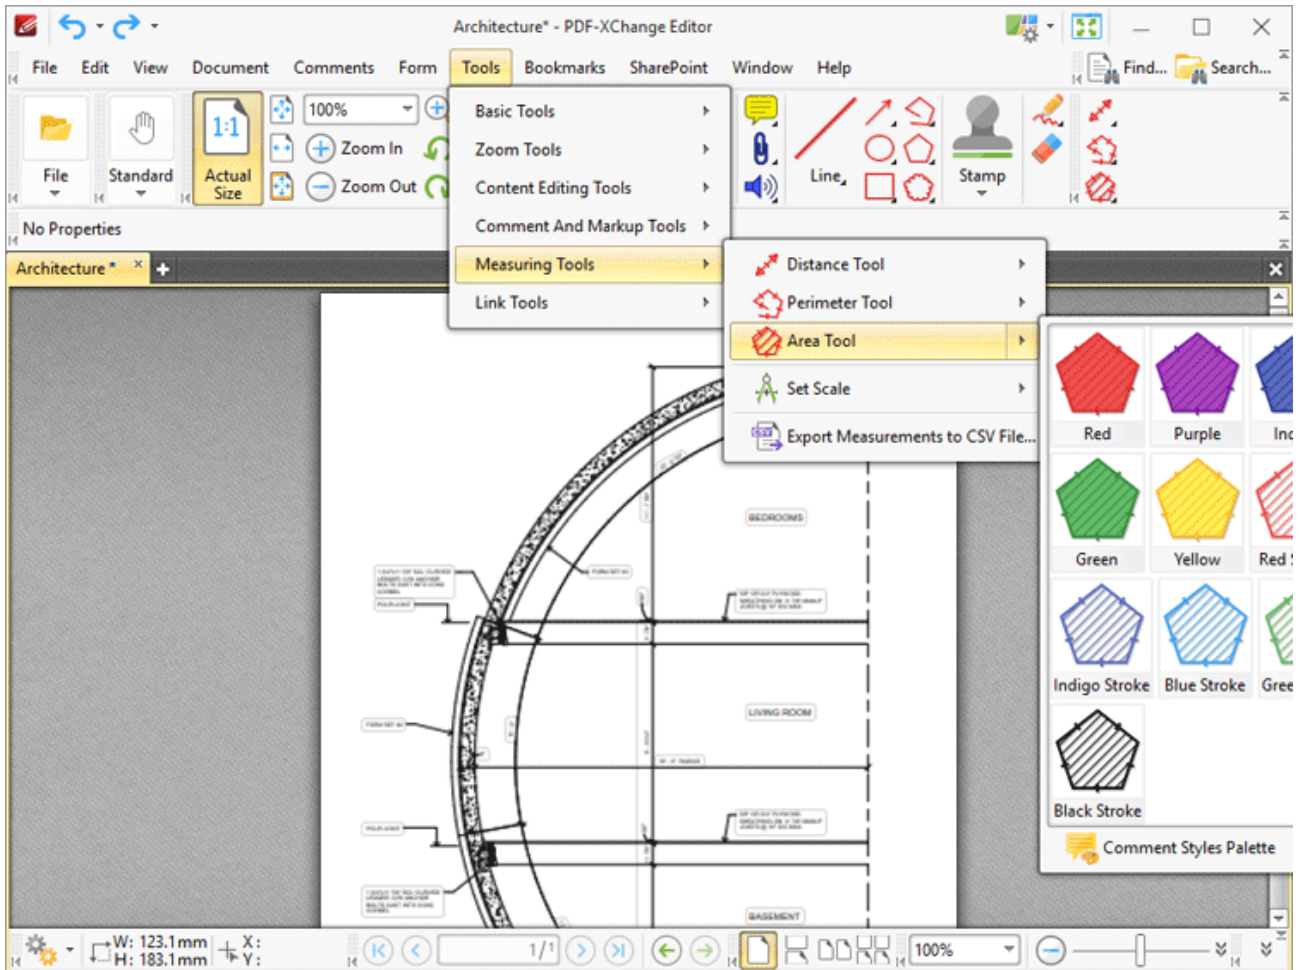 Architecture* - PDF-XChange Editor
File Edit View Document Comments Form Tools Bookmarks SharePoint Window Help Find... Search...
100%
1:1
Zoom In
Zoom Out
File Standard Actual Size
Line Stamp
No Properties
Architecture *
Basic Tools
Zoom Tools
Content Editing Tools
Comment And Markup Tools
Measuring Tools
Link Tools
Distance Tool
Perimeter Tool
Area Tool
Set Scale
CSV
Export Measurements to CSV File...
Red Purple
Green Yellow Red
Indigo Stroke Blue Stroke
Black Stroke
Comment Styles Palette
BEDROOMS
LIVING ROOM
BASEMENT
W: 123.1mm X:
H: 183.1mm Y:
1/1
100%